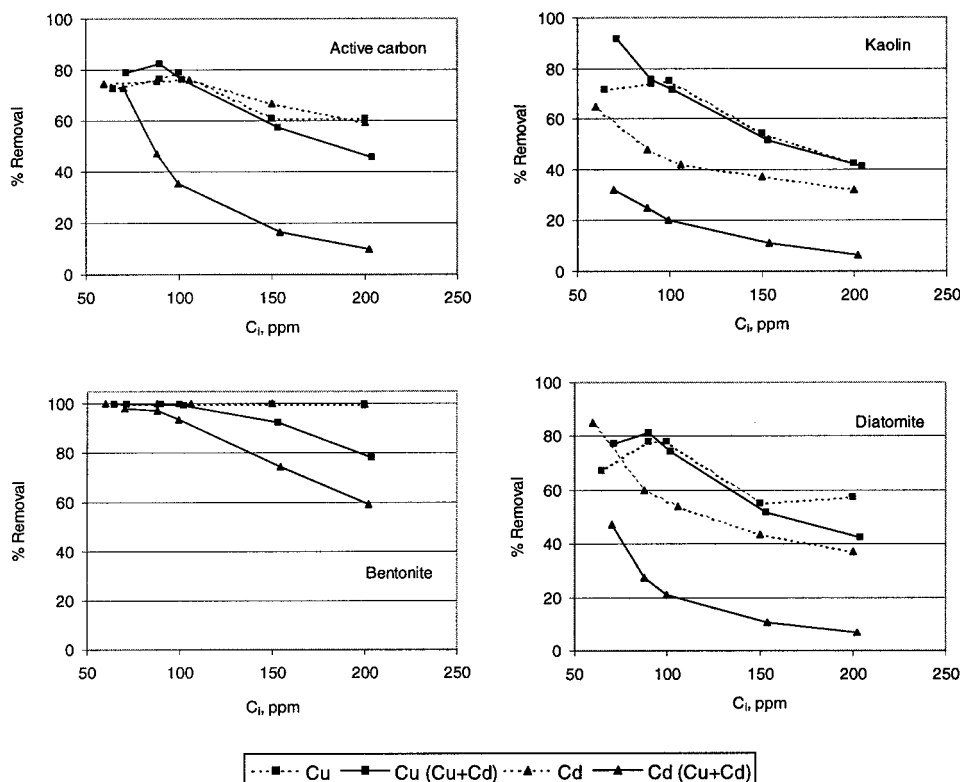 100
80
60
40
20
0
% Removal
Active carbon
50 100 150 200 250
Cᵢ, ppm
100
80
60
40
20
0
% Removal
Kaolin
50 100 150 200 250
Cᵢ, ppm
100
80
60
40
20
0
% Removal
Bentonite
50 100 150 200 250
Cᵢ, ppm
100
80
60
40
20
0
% Removal
Diatomite
50 100 150 200 250
Cᵢ, ppm
Cu Cu (Cu+Cd) Cd Cd (Cu+Cd)